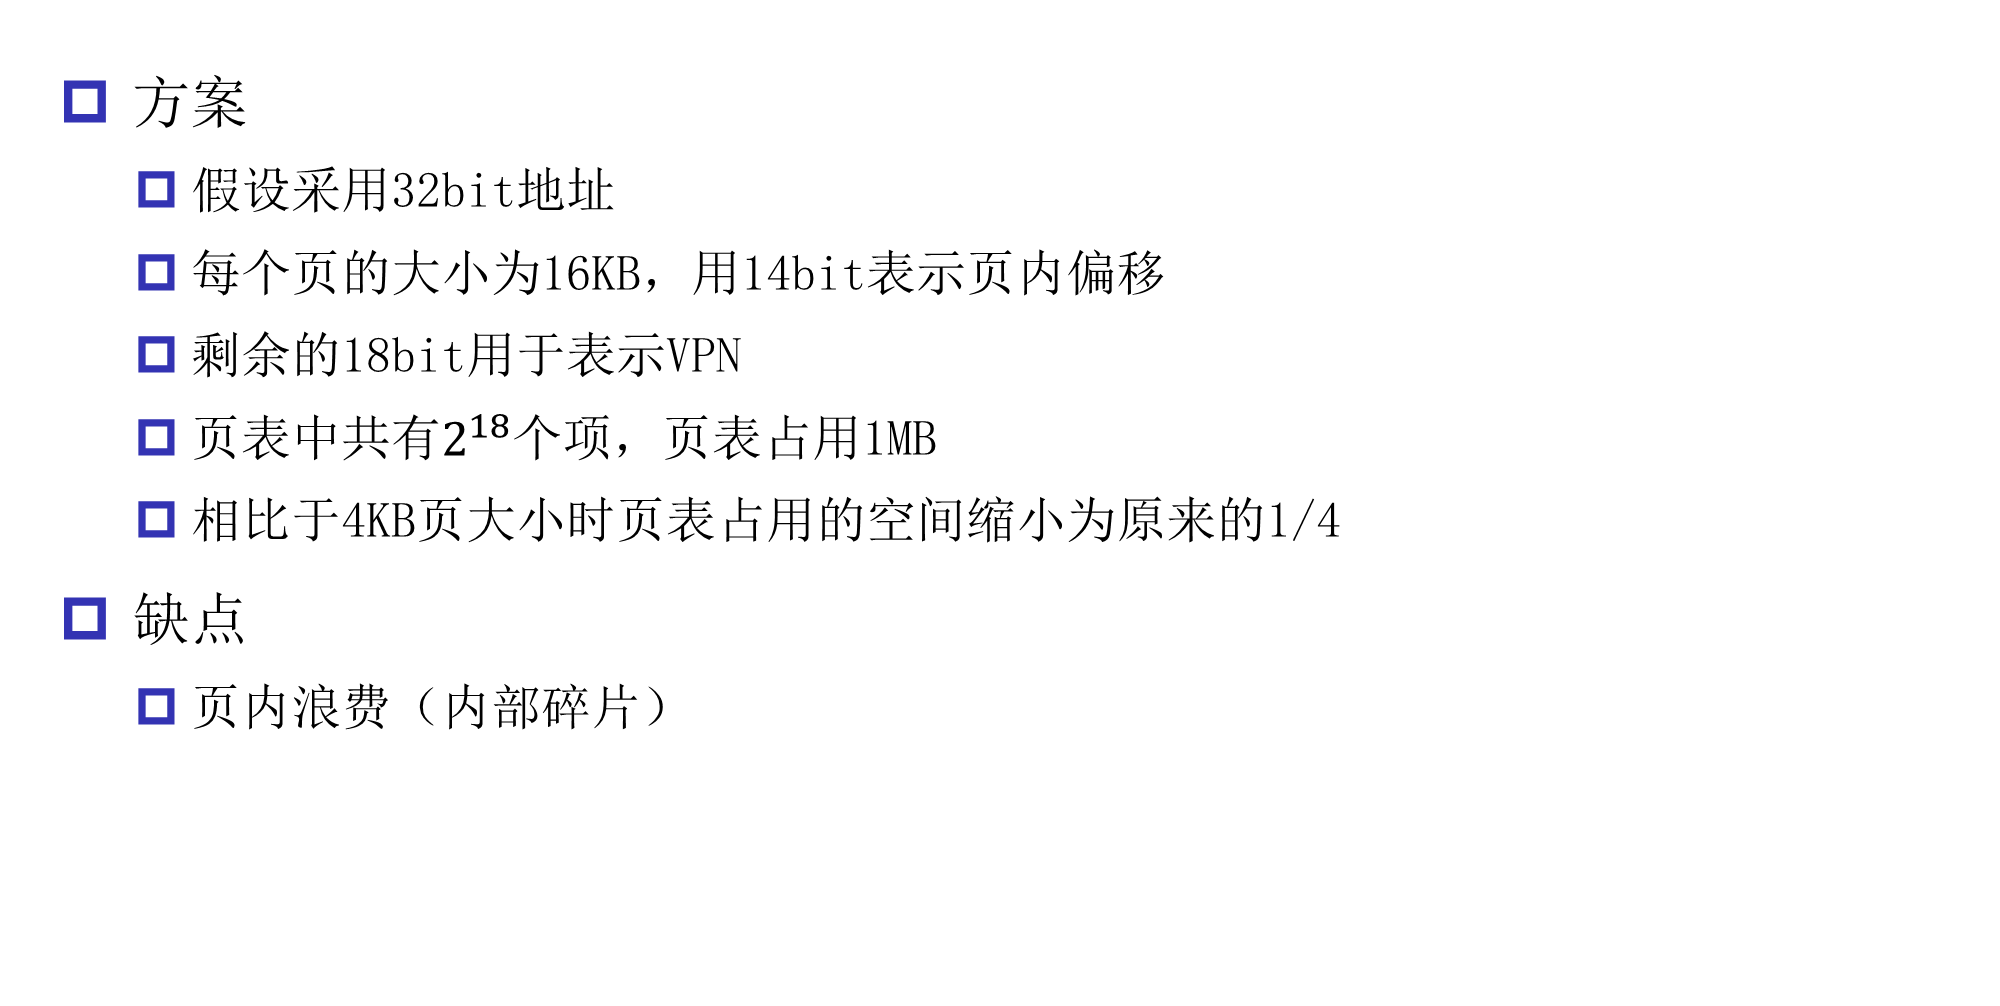 方案
假设采用32bit地址
每个页的大小为16KB，用14bit表示页内偏移
剩余的18bit用于表示VPN
页表中共有2¹⁸个项，页表占用1MB
相比于4KB页大小时页表占用的空间缩小为原来的1/4
缺点
页内浪费（内部碎片）